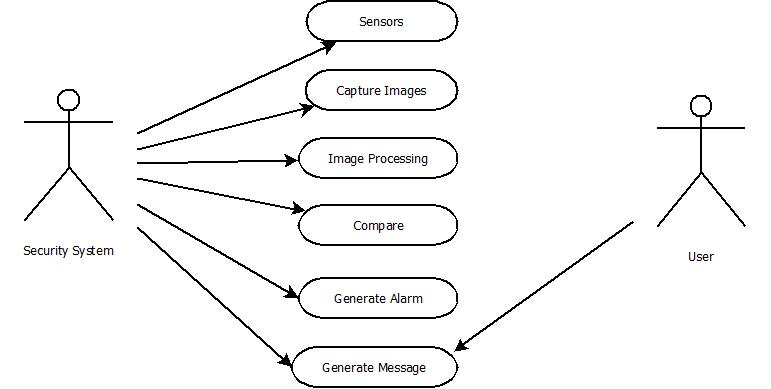 Sensors
Capture Images
Image Processing
Compare
Security System
User
Generate Alarm
Generate Message